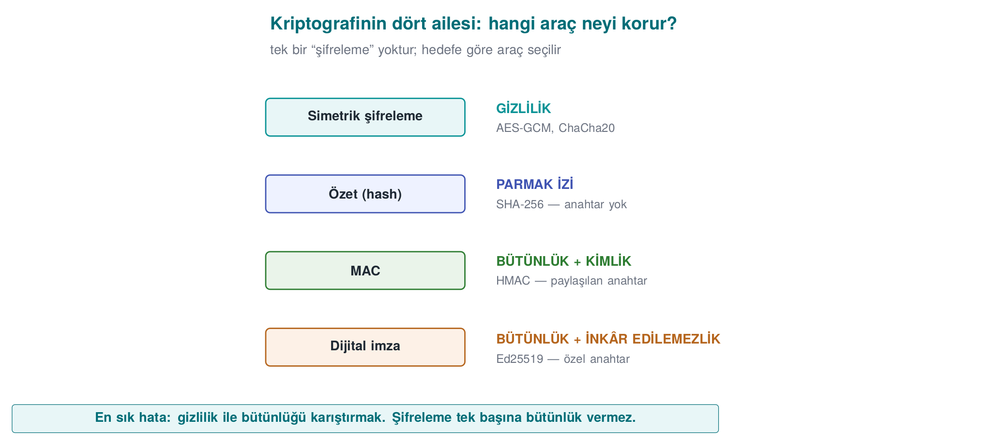 Kriptografinin dört ailesi: hangi araç neyi korur?
tek bir “şifreleme” yoktur; hedefe göre araç seçilir
Simetrik şifreleme
GİZLİLİK
AES-GCM, ChaCha20
Özet (hash)
PARMAK İZİ
SHA-256 — anahtar yok
MAC
BÜTÜNLÜK + KİMLİK
HMAC — paylaşılan anahtar
Dijital imza
BÜTÜNLÜK + İNKÂR EDİLEMEZLİK
Ed25519 — özel anahtar
En sık hata: gizlilik ile bütünlüğü karıştırmak. Şifreleme tek başına bütünlük vermez.